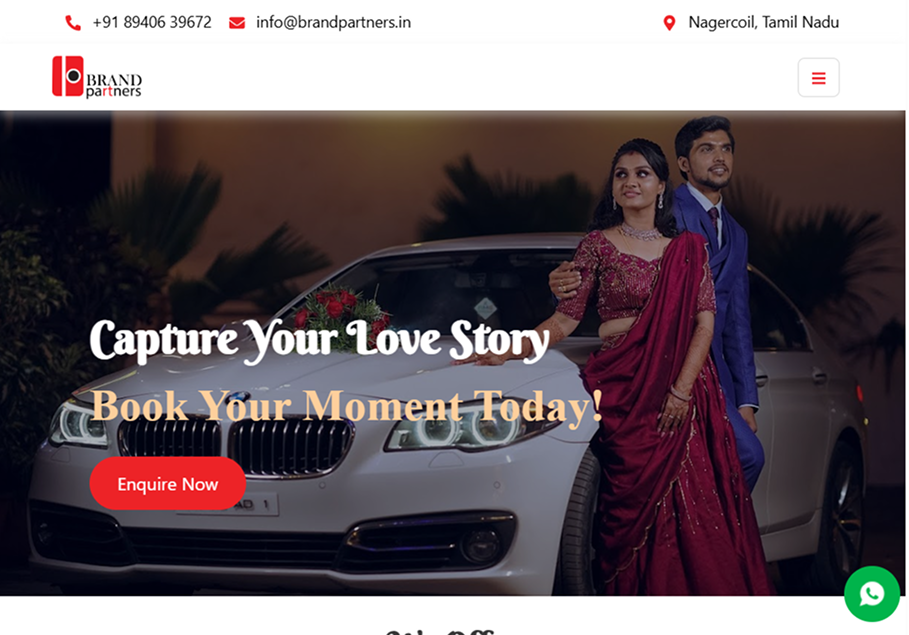 +91 89406 39672
info@brandpartners.in
Nagercoil, Tamil Nadu
BRAND
partners
Capture Your Love Story
Book Your Moment Today!
Enquire Now